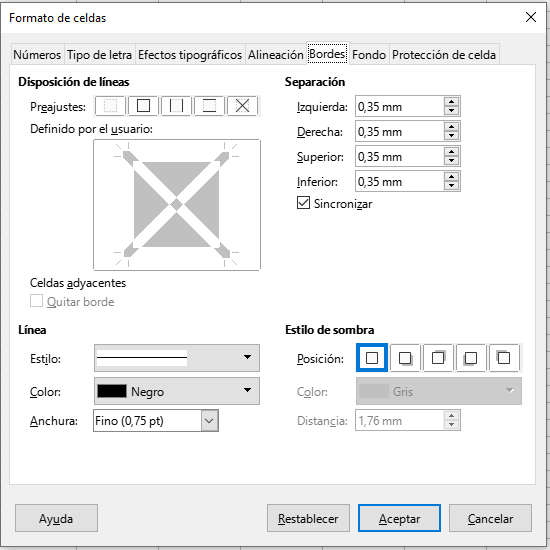 Formato de celdas
Números Tipo de letra Efectos tipográficos Alineación Bordes Fondo Protección de celda
Disposición de líneas
Preajustes:
Definido por el usuario:
Celdas adyacentes
Quitar borde
Separación
Izquierda: 0,35 mm
Derecha: 0,35 mm
Superior: 0,35 mm
Inferior: 0,35 mm
Sincronizar
Línea
Estilo:
Color: Negro
Anchura: Fino (0,75 pt)
Estilo de sombra
Posición:
Color: Gris
Distancia: 1,76 mm
Ayuda Restablecer Aceptar Cancelar